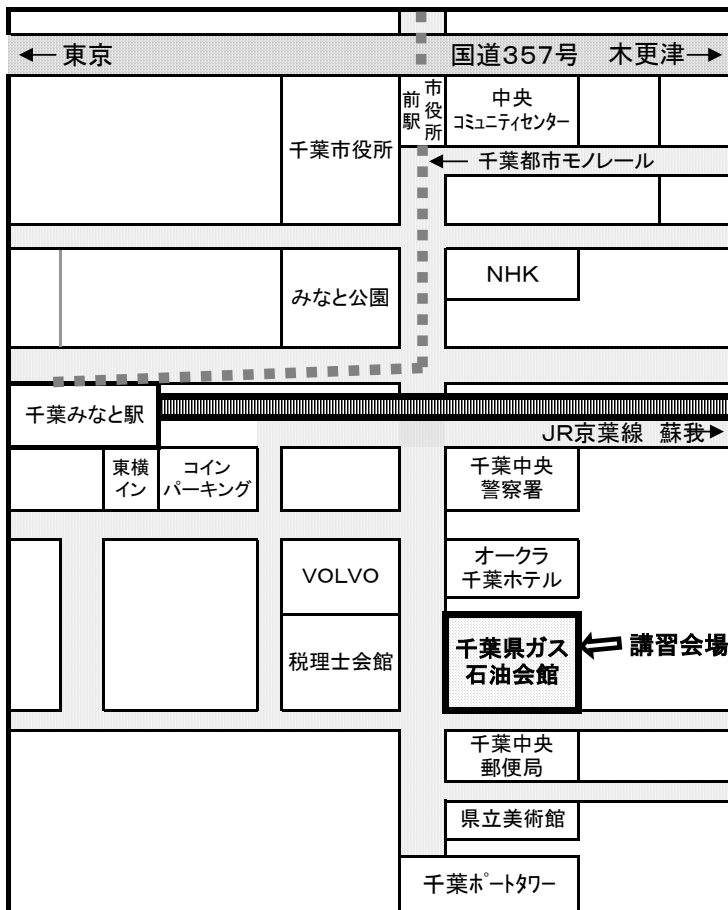 ← 東京
国道357号 木更津→
市役所
前駅
中央
コミュニティセンター
千葉市役所
← 千葉都市モノレール
みなと公園
NHK
千葉みなと駅
JR京葉線 蘇我→
東横
イン
コイン
パーキング
千葉中央
警察署
VOLVO
オークラ
千葉ホテル
税理士会館
千葉県ガス
石油会館
⇐ 講習会場
千葉中央
郵便局
県立美術館
千葉ポートタワー